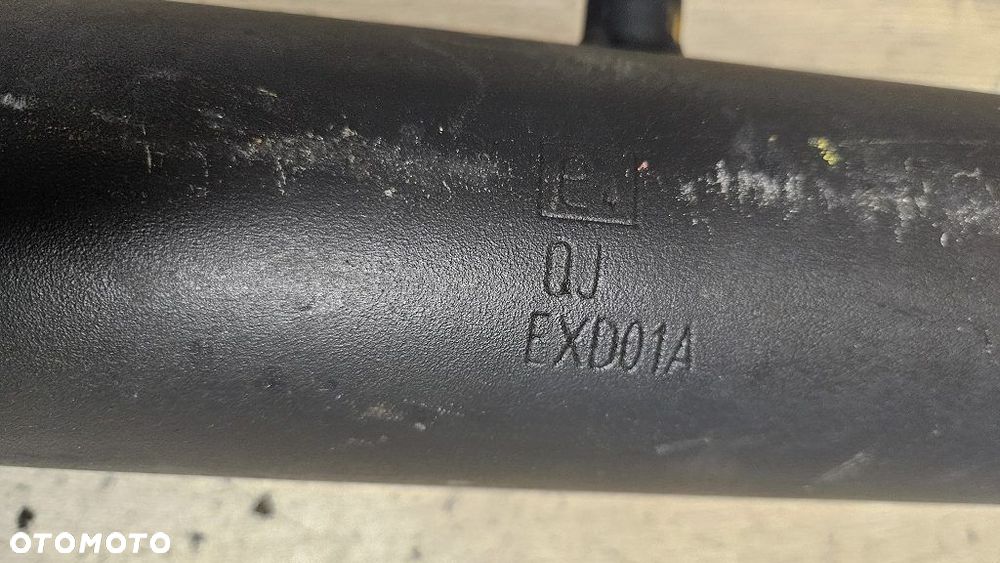 e
QJ
EXD01A
OTOMOTO